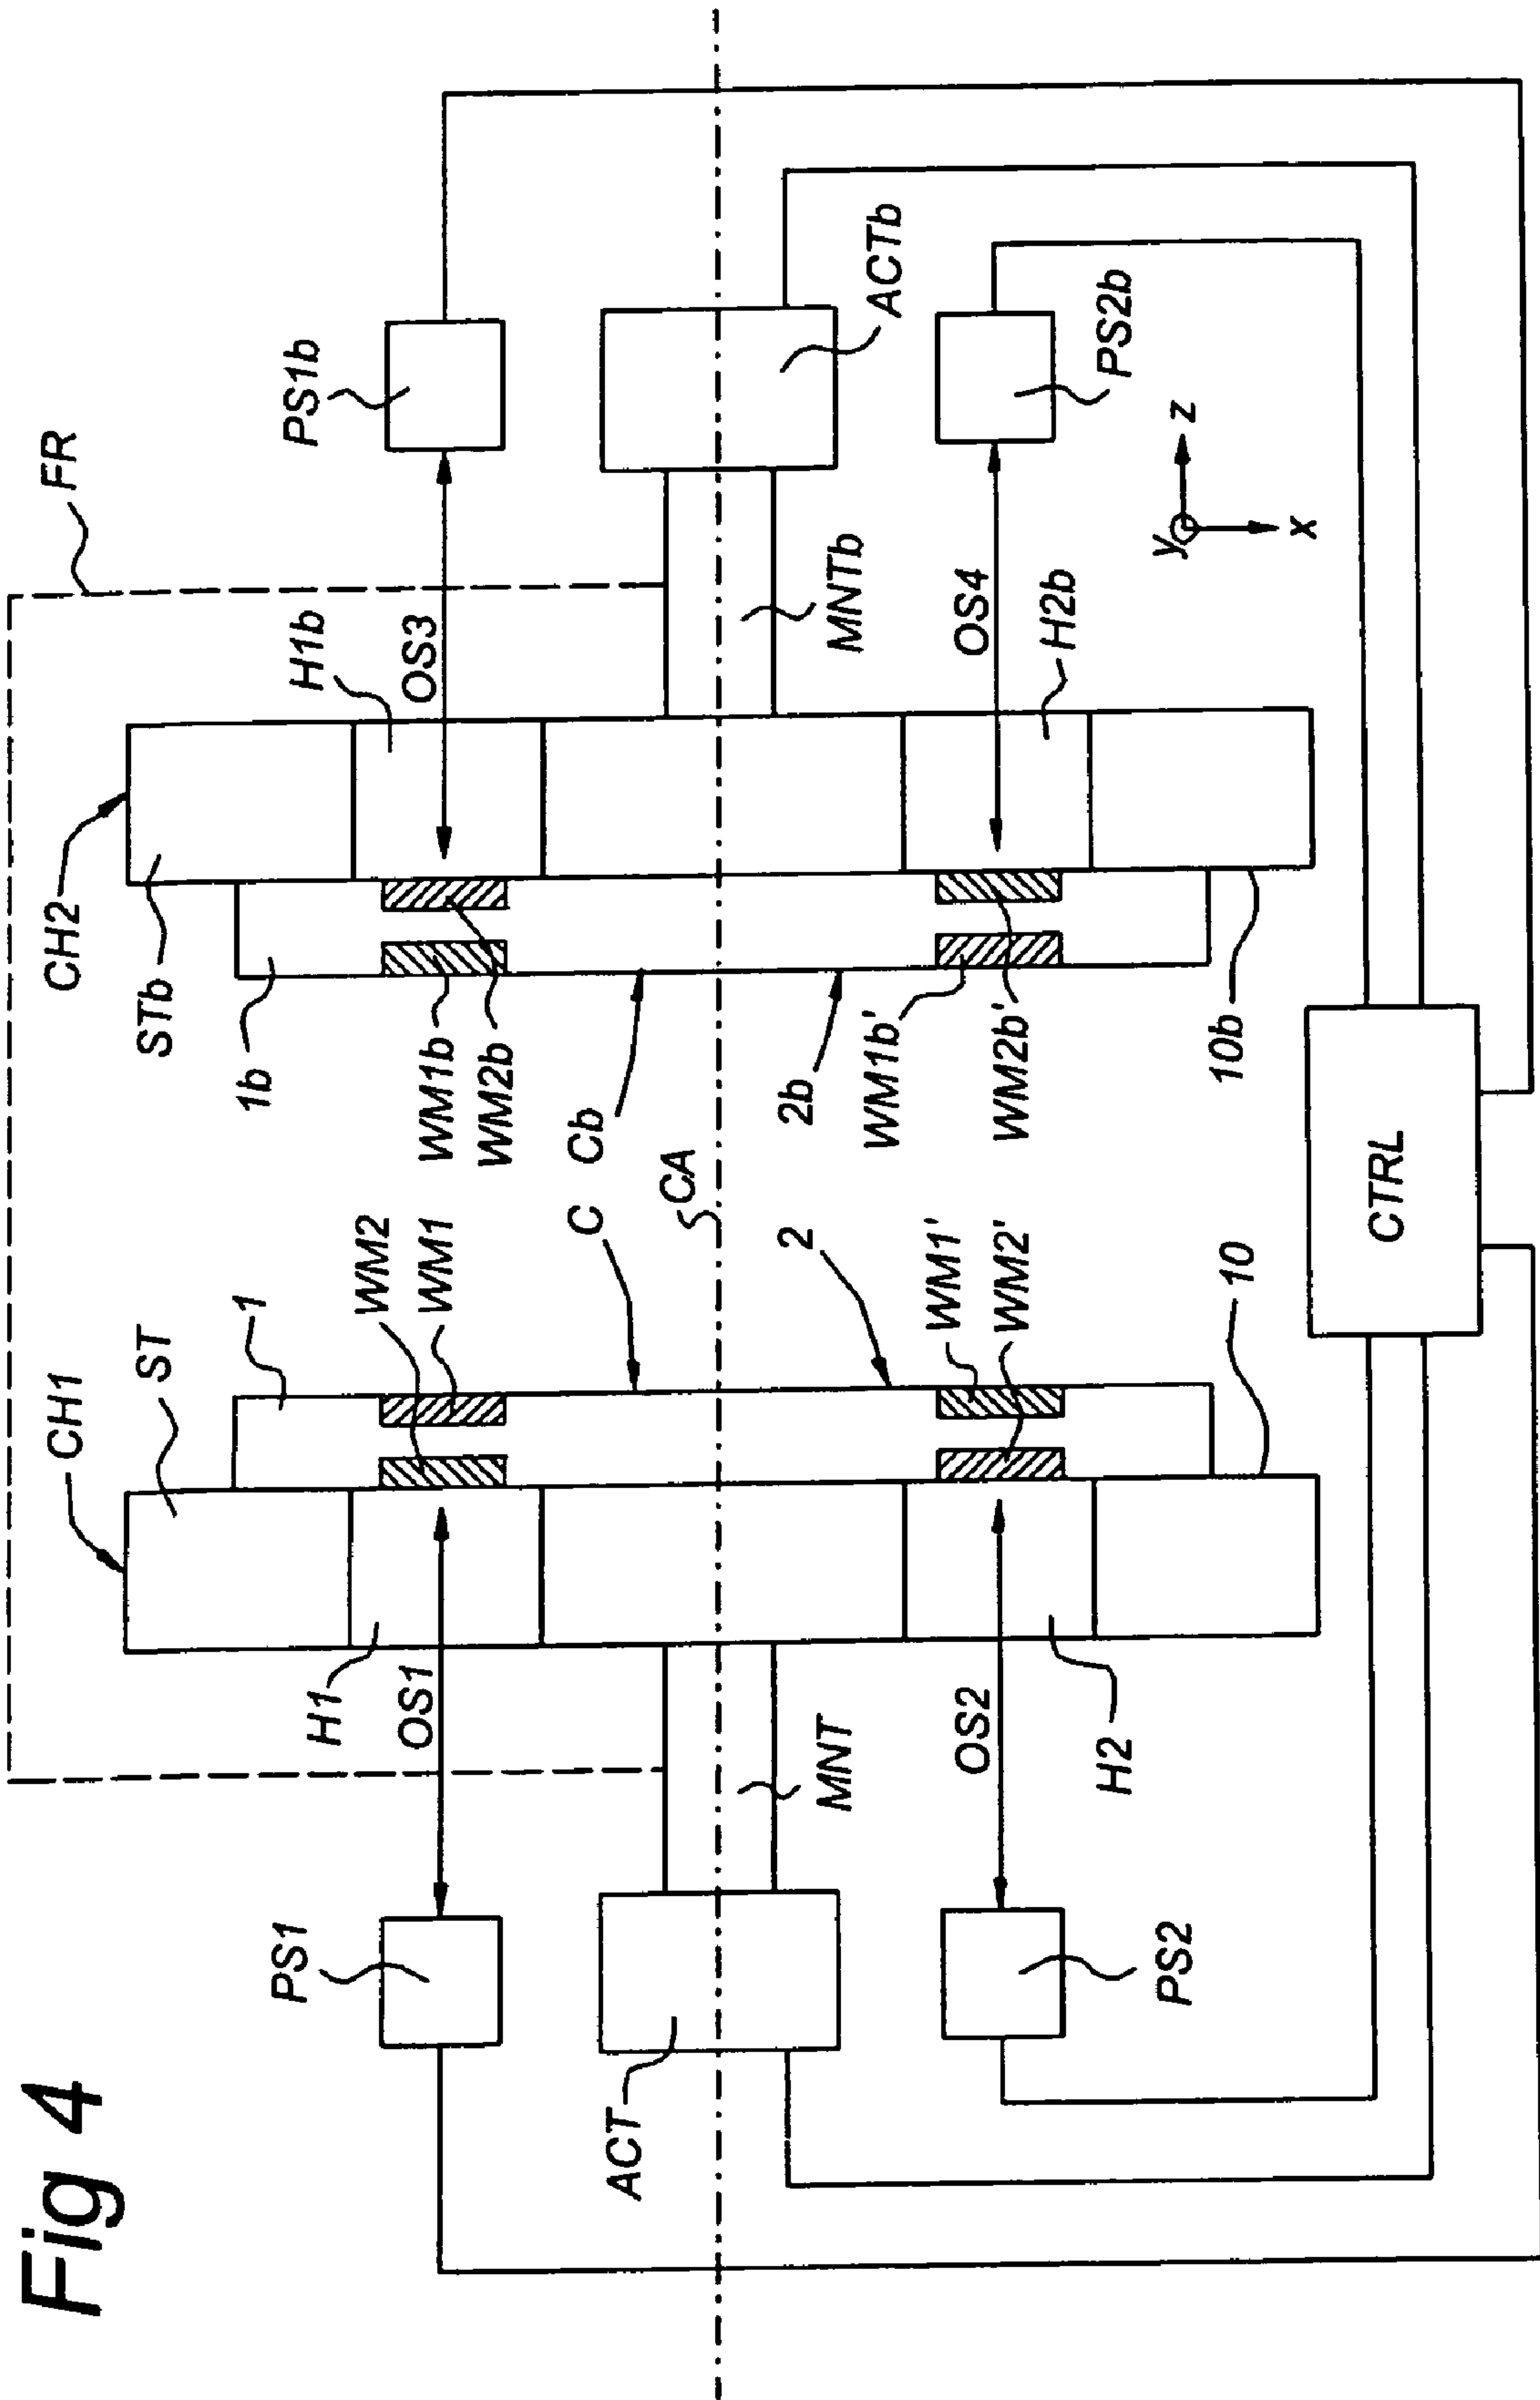 Fig 4
FR
CH1
CH2
ST
STb
1
1b
PS1
PS1b
H1
H1b
WM2
OS1
OS3
WM1
WM1b
WM2b
C
Cb
ACT
CA
2
2b
MNT
MNTb
ACTb
WM1b'
WM1'
OS2
OS4
WM2'
WM2b'
H2
H2b
PS2b
PS2
y
z
10
10b
x
CTRL